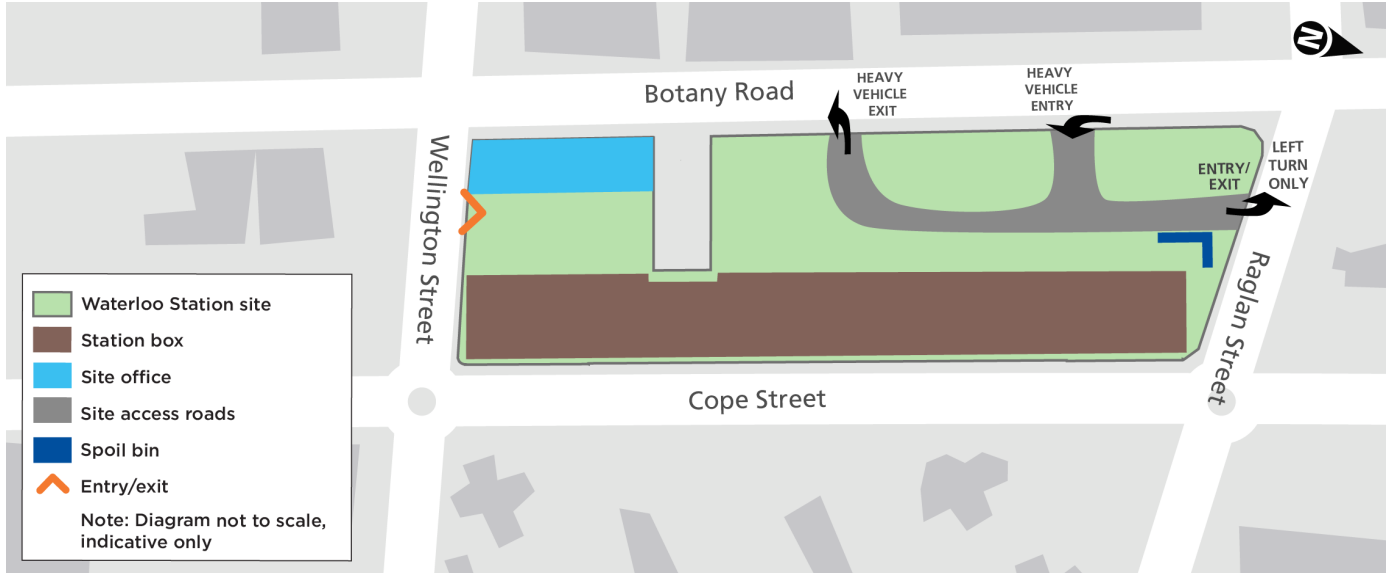 N
Botany Road
HEAVY
VEHICLE
EXIT
HEAVY
VEHICLE
ENTRY
LEFT
TURN
ONLY
ENTRY/
EXIT
Wellington Street
Raglan Street
Cope Street
Waterloo Station site
Station box
Site office
Site access roads
Spoil bin
Entry/exit
Note: Diagram not to scale,
indicative only